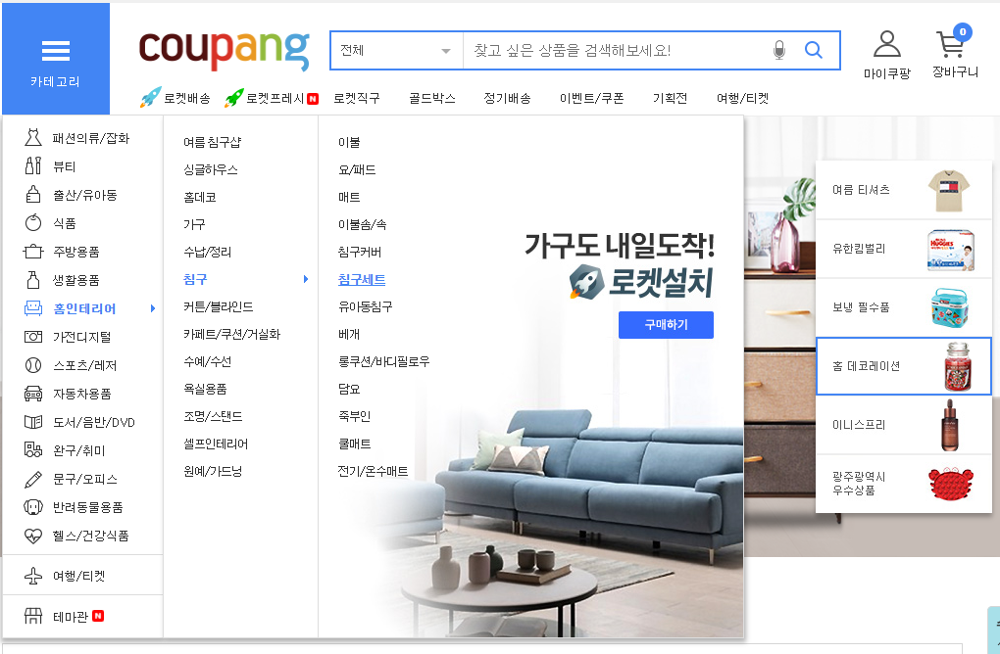 카테고리
coupang
전체
찾고 싶은 상품을 검색해보세요!
마이쿠팡
0
장바구니
로켓배송
로켓프레시 N
로켓직구
골드박스
정기배송
이벤트/쿠폰
기획전
여행/티켓
패션의류/잡화
뷰티
출산/유아동
식품
주방용품
생활용품
홈인테리어
가전디지털
스포츠/레저
자동차용품
도서/음반/DVD
완구/취미
문구/오피스
반려동물용품
헬스/건강식품
여행/티켓
테마관 N
여름 침구샵
싱글하우스
홈데코
가구
수납/정리
침구
커튼/블라인드
카페트/쿠션/거실화
수예/수선
욕실용품
조명/스탠드
셀프인테리어
원예/가드닝
이불
요/패드
매트
이불솜/속
침구커버
침구세트
유아동침구
베개
롱쿠션/바디필로우
담요
죽부인
쿨매트
전기/온수매트
가구도 내일도착!
로켓설치
구매하기
여름 티셔츠
유한킴벌리
HUGGIES
보냉 필수품
홈 데코레이션
이니스프리
광주광역시
우수상품